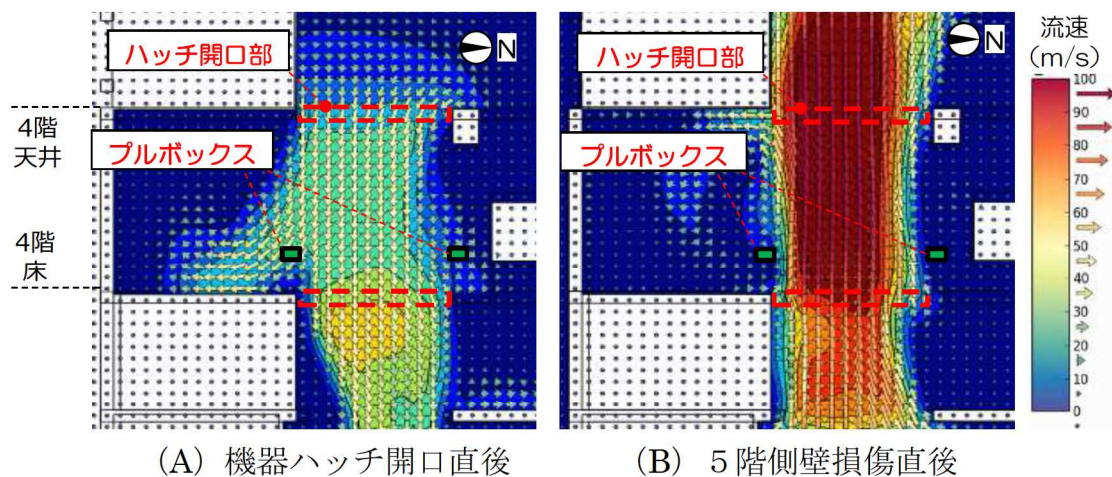 ハッチ開口部
N
4階
天井
プルボックス
4階
床
(A) 機器ハッチ開口直後
ハッチ開口部
N
プルボックス
(B) 5階側壁損傷直後
流速
(m/s)
100
90
80
70
60
50
40
30
20
10
0